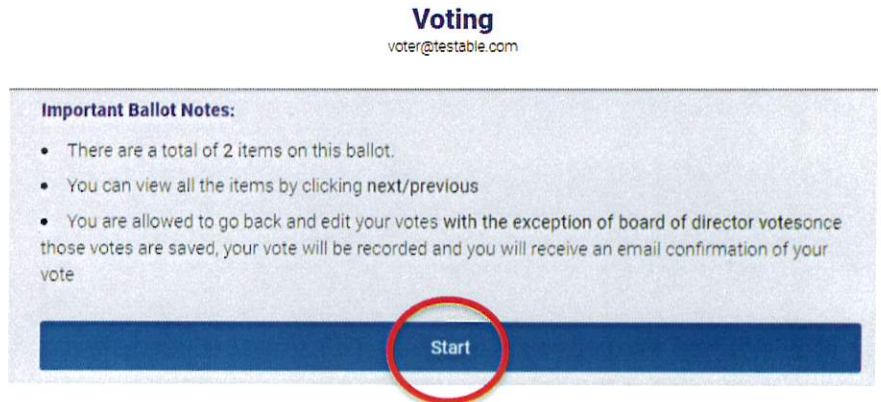 Voting
voter@testable.com
Important Ballot Notes:
• There are a total of 2 items on this ballot.
• You can view all the items by clicking next/previous
• You are allowed to go back and edit your votes with the exception of board of director votesonce
those votes are saved, your vote will be recorded and you will receive an email confirmation of your
vote
Start